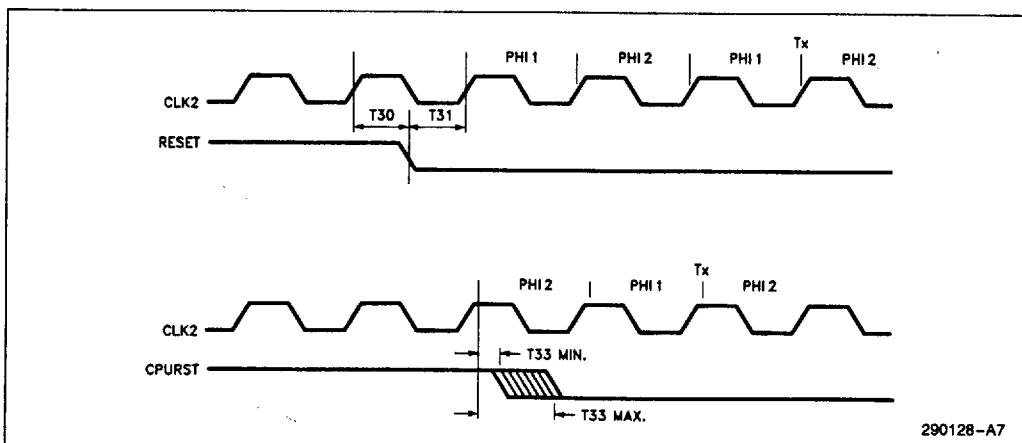 PHI 1 PHI 2 PHI 1 Tx PHI 2
CLK2
T30 T31
RESET
PHI 2 PHI 1 Tx PHI 2
CLK2
T33 MIN.
CPURST
T33 MAX.
290128-A7